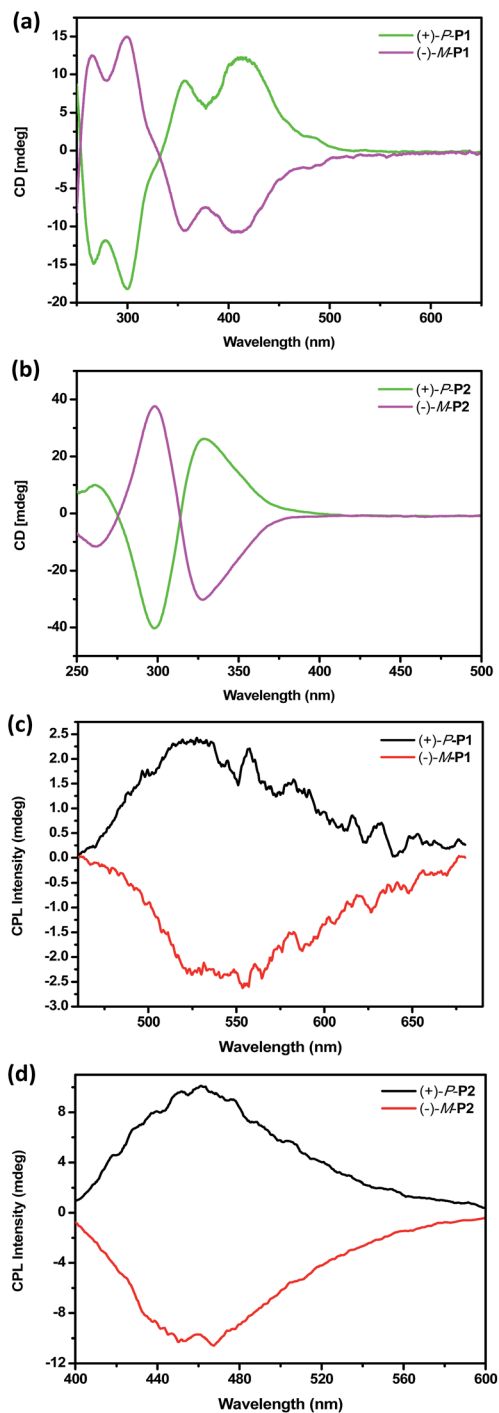 (a)
(+)-P-P1
(-)-M-P1
15
10
5
0
-5
-10
-15
-20
CD [mdeg]
300
400
500
600
Wavelength (nm)
(b)
(+)-P-P2
(-)-M-P2
40
20
0
-20
-40
CD [mdeg]
250
300
350
400
450
500
Wavelength (nm)
(c)
(+)-P-P1
(-)-M-P1
2.5
2.0
1.5
1.0
0.5
0.0
-0.5
-1.0
-1.5
-2.0
-2.5
-3.0
CPL Intensity (mdeg)
500
550
600
650
Wavelength (nm)
(d)
(+)-P-P2
(-)-M-P2
8
4
0
-4
-8
-12
CPL Intensity (mdeg)
400
440
480
520
560
600
Wavelength (nm)